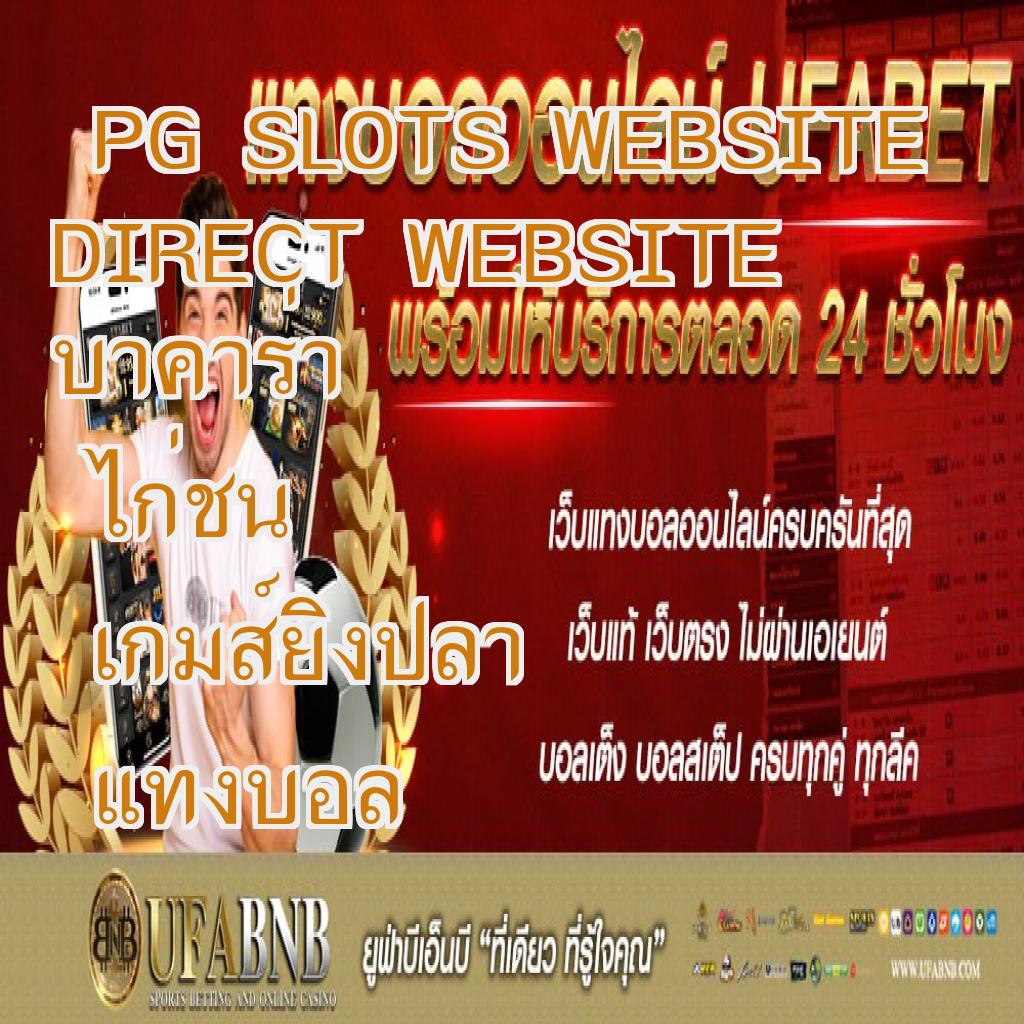 แทงบอลออนไลน์ UFABET
PG SLOTS WEBSITE
DIRECT WEBSITE
พร้อมให้บริการตลอด 24 ชั่วโมง
บาคาร่า
ไก่ชน
เว็บแทงบอลออนไลน์ครบครันที่สุด
เกมส์ยิงปลา
เว็บแท้ เว็บตรง ไม่ผ่านเอเยนต์
บอลเต็ง บอลสเต็ป ครบทุกคู่ ทุกลีค
แทงบอล
UFABNB
SPORTS BETTING AND ONLINE CASINO
ยูฟ่าบีเอ็นบี “ที่เดียว ที่รู้ใจคุณ”
WWW.UFABNB.COM